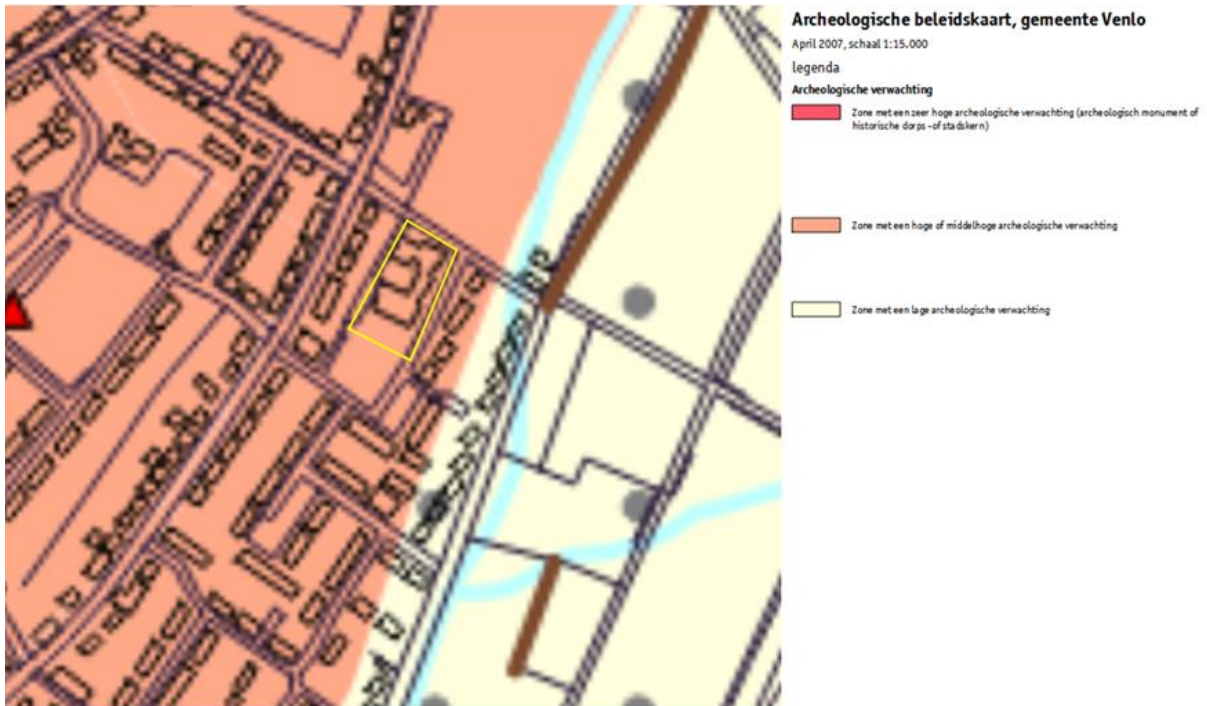 Archeologische beleidskaart, gemeente Venlo
April 2007, schaal 1:15.000
legenda
Archeologische verwachting
Zone met een zeer hoge archeologische verwachting (archeologisch monument of
historische dorps -of stadskern)
Zone met een hoge of middelhoge archeologische verwachting
Zone met een lage archeologische verwachting